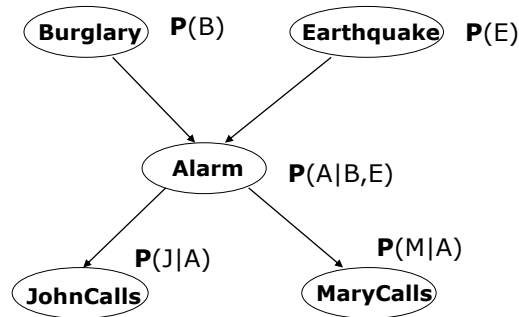 Burglary P(B)
Earthquake P(E)
Alarm P(A|B,E)
P(J|A)
P(M|A)
JohnCalls
MaryCalls